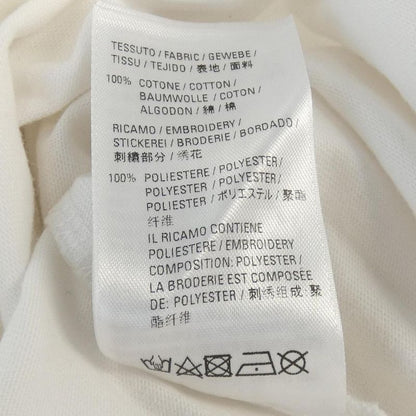 TESSUTO / FABRIC / GEWEBE /
TISSU / TEJIDO / 表地 / 面料
100% COTONE / COTTON /
BAUMWOLLE / COTON /
ALGODON / 綿 / 棉
RICAMO / EMBROIDERY /
STICKEREI / BRODERIE / BORDADO /
刺繍部分 / 绣花
100% POLIESTERE / POLYESTER /
POLYESTER / POLYESTER /
POLIESTER / ポリエステル / 聚酯
纤维
IL RICAMO CONTIENE
POLIESTERE / EMBROIDERY
COMPOSITION: POLYESTER /
LA BRODERIE EST COMPOSEE
DE: POLYESTER / 刺绣组成:聚
酯纤维